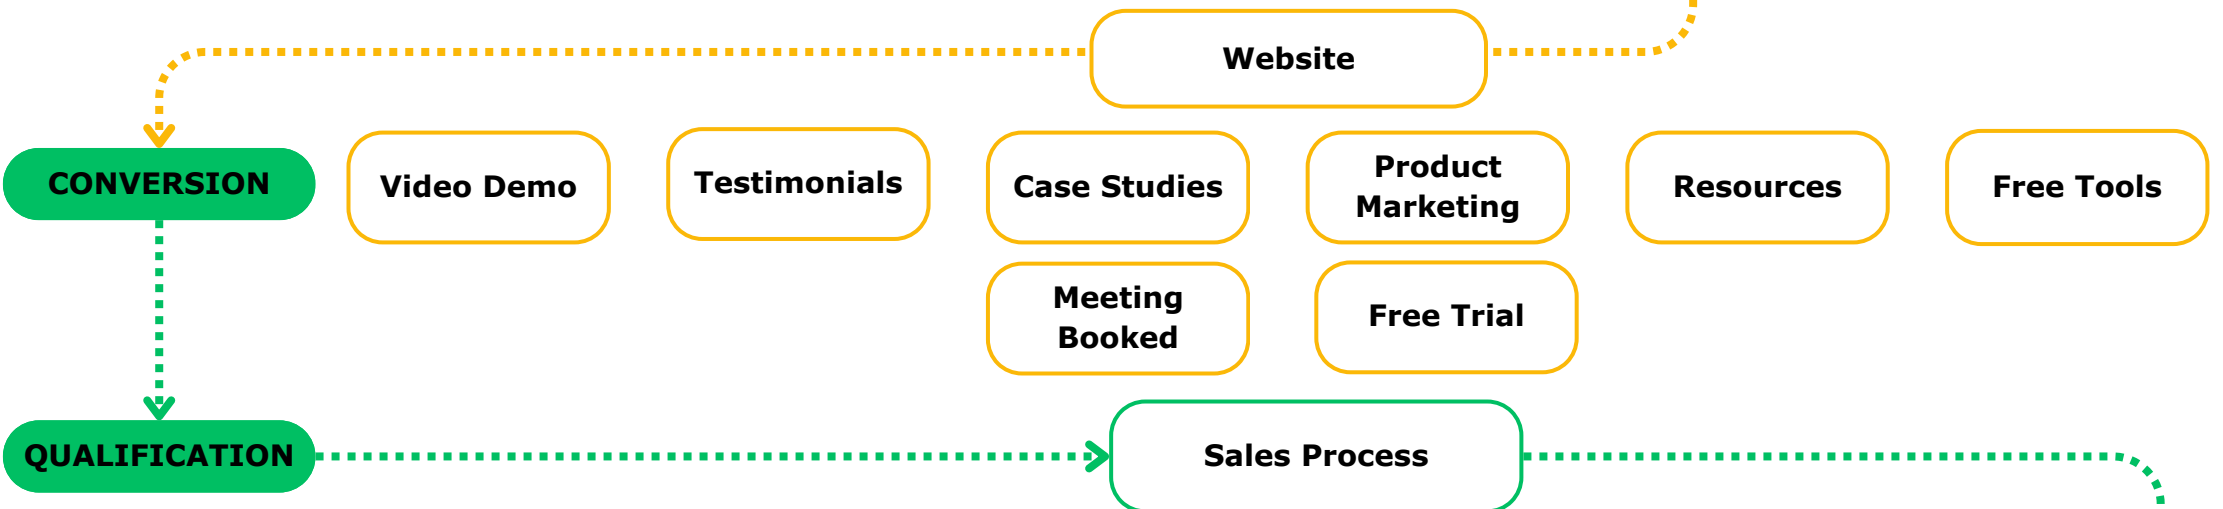 Website
CONVERSION
Video Demo
Testimonials
Case Studies
Product
Marketing
Resources
Free Tools
Meeting
Booked
Free Trial
QUALIFICATION
Sales Process